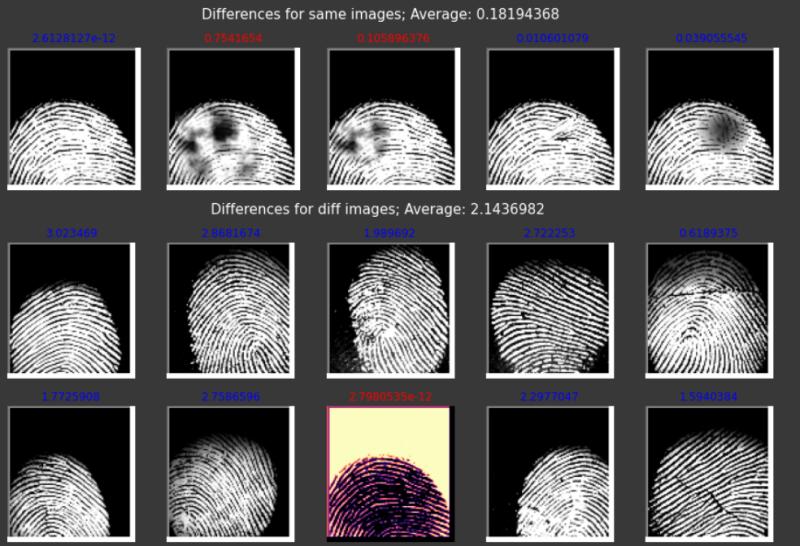 Differences for same images; Average: 0.18194368
2.6128127e-12 0.7541654 0.105896376 0.010601079 0.039055545
Differences for diff images; Average: 2.1436982
3.023469 2.8681674 1.989692 2.722253 0.6189375
1.7725908 2.7586596 2.7980535e-12 2.2977047 1.5940384